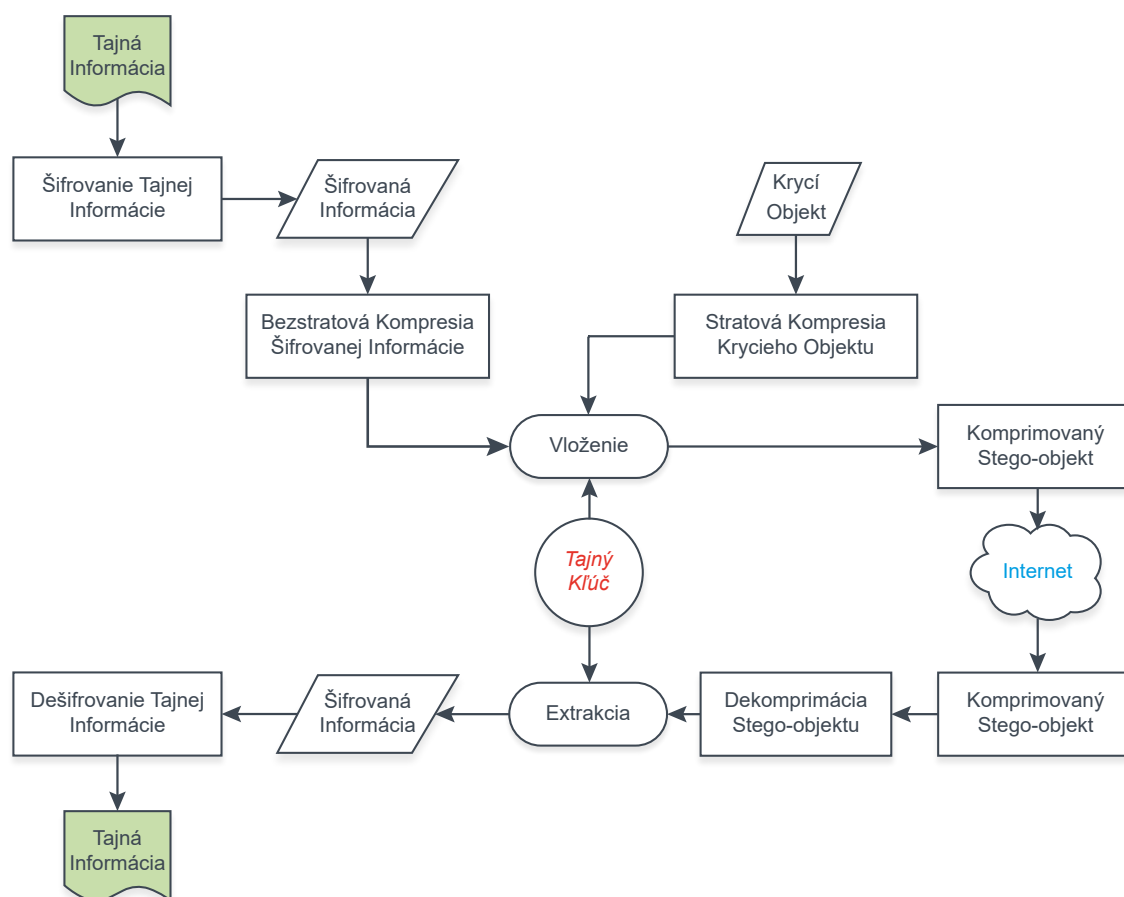 Tajná
Informácia
Šifrovanie Tajnej
Informácie
Šifrovaná
Informácia
Krycí
Objekt
Bezstratová Kompresia
Šifrovanej Informácie
Stratová Kompresia
Krycieho Objektu
Vloženie
Komprimovaný
Stego-objekt
Tajný
Kľúč
Internet
Dešifrovanie Tajnej
Informácie
Šifrovaná
Informácia
Extrakcia
Dekomprimácia
Stego-objektu
Komprimovaný
Stego-objekt
Tajná
Informácia